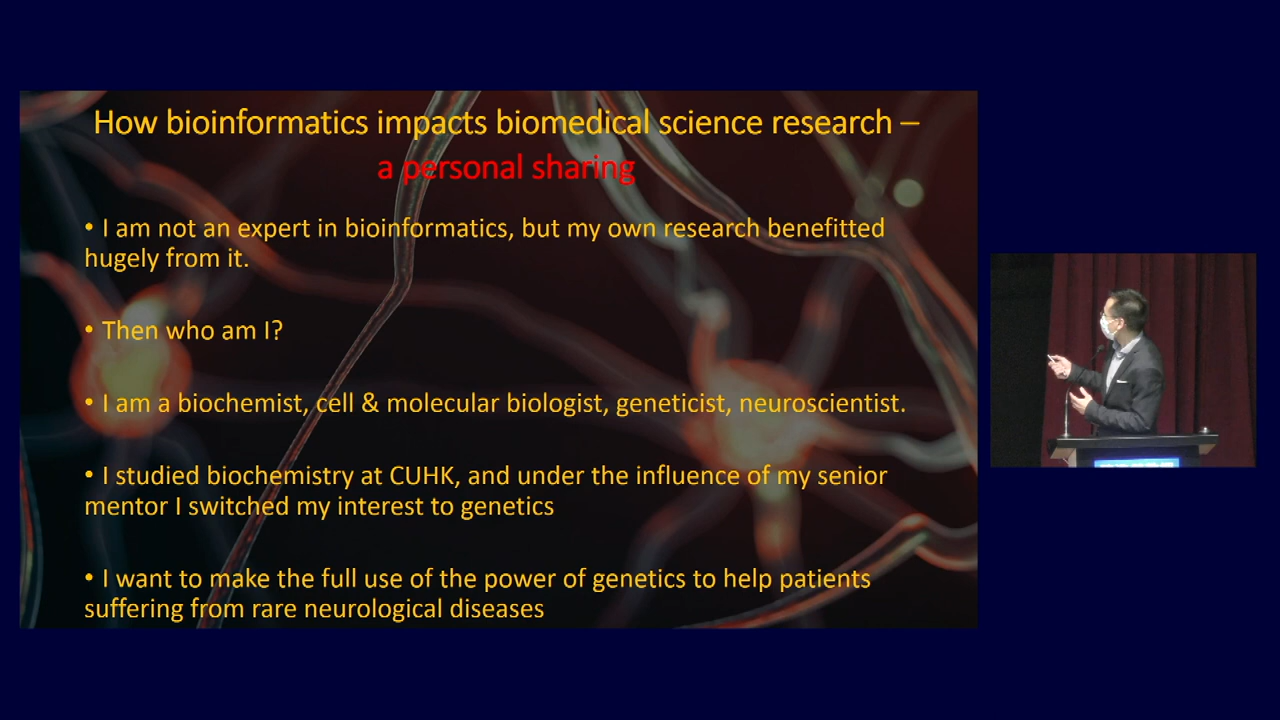 How bioinformatics impacts biomedical science research –
a personal sharing
• I am not an expert in bioinformatics, but my own research benefitted
hugely from it.
• Then who am I?
• I am a biochemist, cell & molecular biologist, geneticist, neuroscientist.
• I studied biochemistry at CUHK, and under the influence of my senior
mentor I switched my interest to genetics
• I want to make the full use of the power of genetics to help patients
suffering from rare neurological diseases